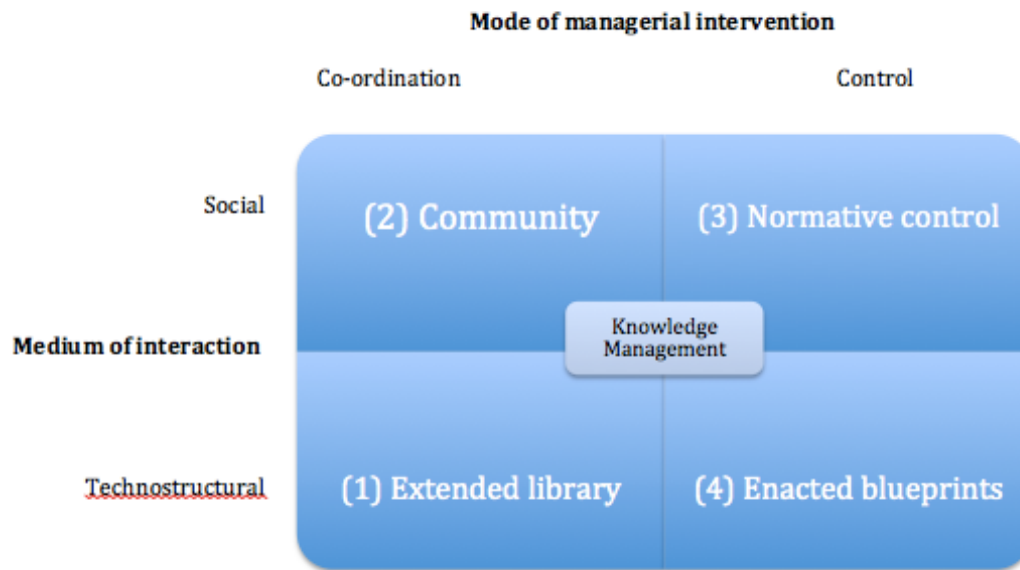 Mode of managerial intervention
Co-ordination Control
Social
(2) Community (3) Normative control
Knowledge
Management
Medium of interaction
Technostructural
(1) Extended library (4) Enacted blueprints